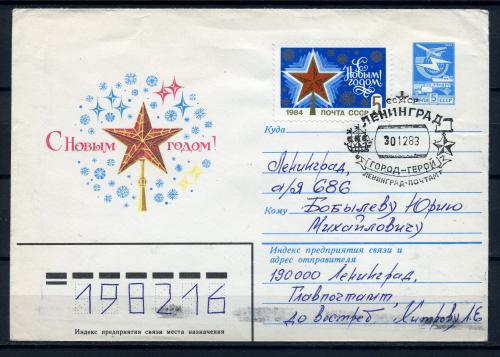 С Новым годом!
С Новым годом!
1984 ПОЧТА СССР 5
ПОЧТА 5 СССР
СССР
ЛЕНИНГРАД
301283
ГОРОД-ГЕРОЙ
ЛЕНИНГРАД-ПОЧТАМТ
Куда Ленинград,
а/я 686
Кому Бобылеву Юрию
Михайловичу
Индекс предприятия связи и
адрес отправителя
190000 Ленинград,
Главпочтамт,
до востреб.
198216
Индекс предприятия связи места назначения